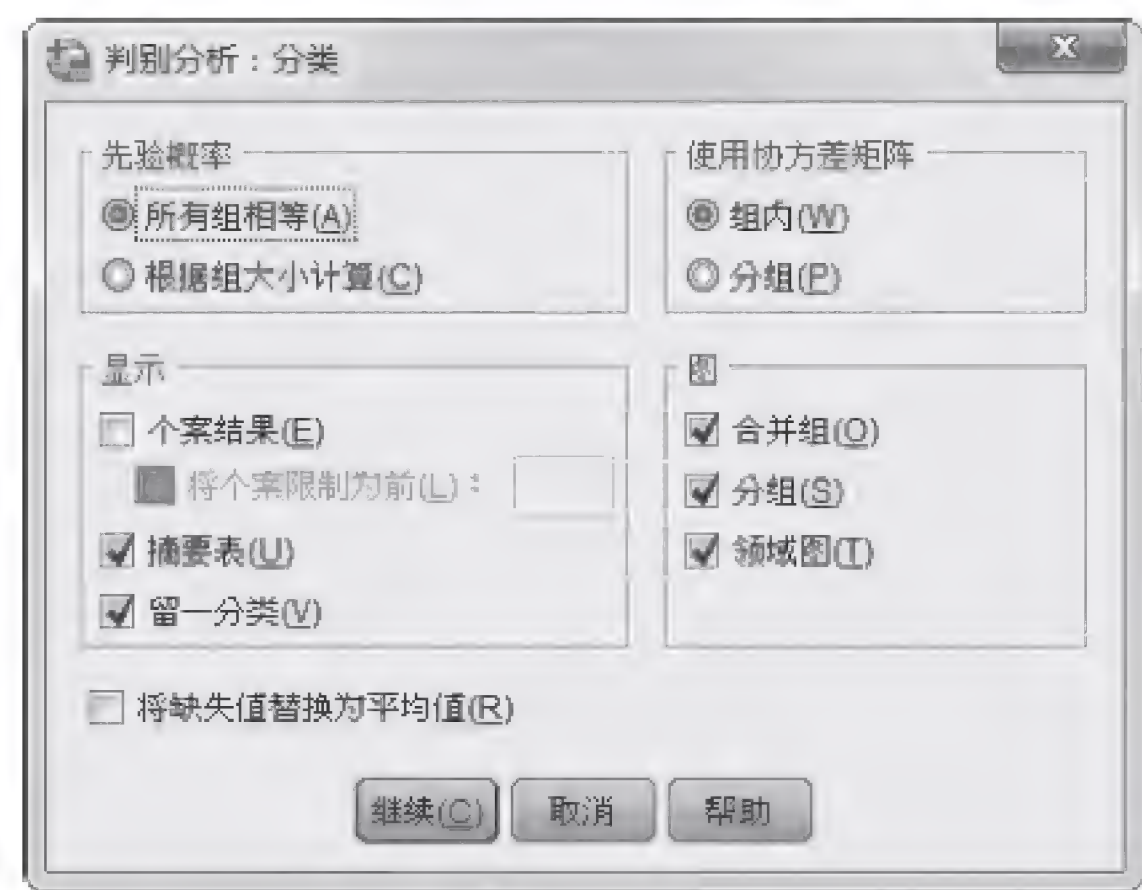 判别分析：分类
先验概率
所有组相等(A)
根据组大小计算(C)
使用协方差矩阵
组内(W)
分组(P)
显示
个案结果(E)
将个案限制为前(L)：
摘要表(U)
留一分类(V)
图
合并组(O)
分组(S)
领域图(T)
将缺失值替换为平均值(R)
继续(C) 取消 帮助